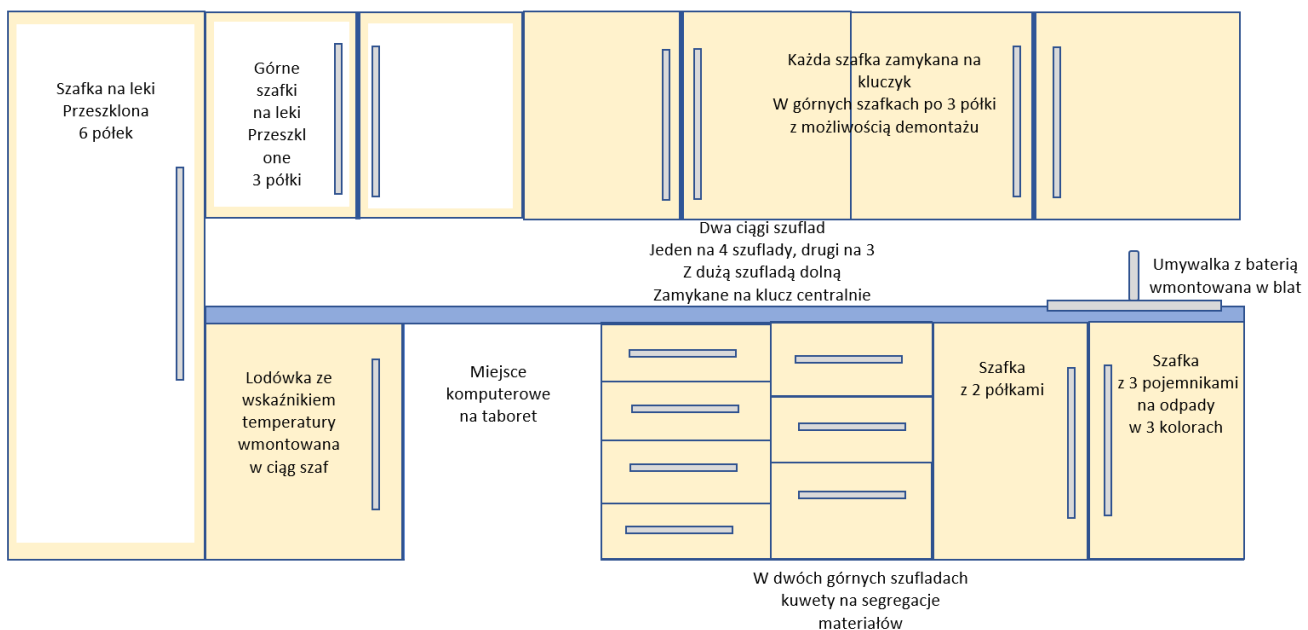 Szafka na leki
Przeszklona
6 półek
Górne
szafki
na leki
Przeszkl
one
3 półki
Każda szafka zamykana na
kluczyk
W górnych szafkach po 3 półki
z możliwością demontażu
Dwa ciągi szuflad
Jeden na 4 szuflady, drugi na 3
Z dużą szufladą dolną
Zamykane na klucz centralnie
Umywalka z baterią
wmontowana w blat
Lodówka ze
wskaźnikiem
temperatury
wmontowana
w ciąg szaf
Miejsce
komputerowe
na taboret
Szafka
z 2 półkami
Szafka
z 3 pojemnikami
na odpady
w 3 kolorach
W dwóch górnych szufladach
kuwety na segregacje
materiałów